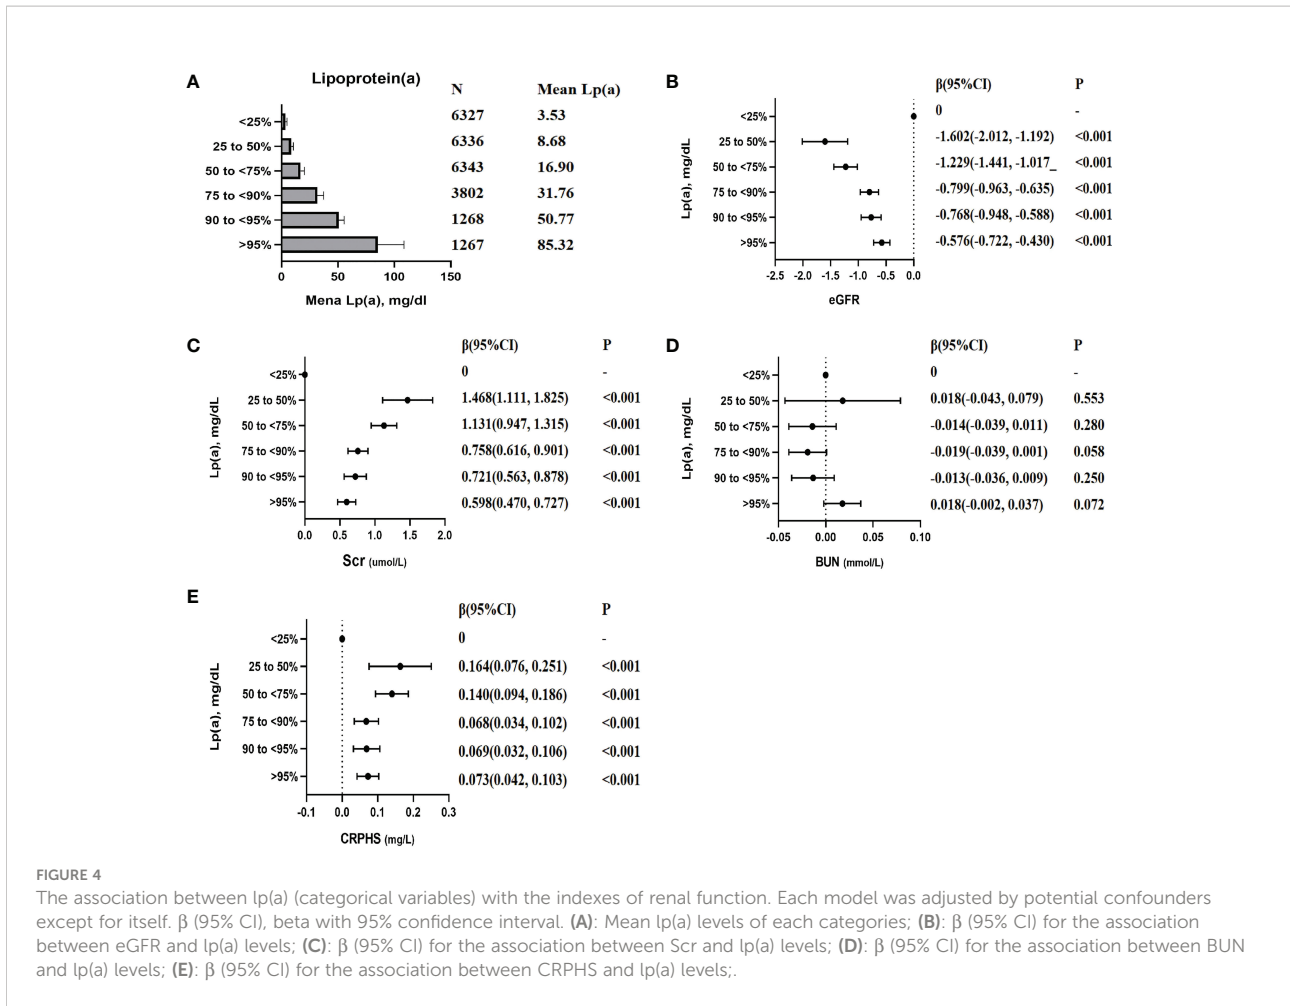 A
Lipoprotein(a)
N Mean Lp(a)
<25% 6327 3.53
25 to 50% 6336 8.68
50 to <75% 6343 16.90
75 to <90% 3802 31.76
90 to <95% 1268 50.77
>95% 1267 85.32
0 50 100 150
Mena Lp(a), mg/dl
B
β(95%CI) P
Lp(a), mg/dL
<25% 0 -
25 to 50% -1.602(-2.012, -1.192) <0.001
50 to <75% -1.229(-1.441, -1.017_ <0.001
75 to <90% -0.799(-0.963, -0.635) <0.001
90 to <95% -0.768(-0.948, -0.588) <0.001
>95% -0.576(-0.722, -0.430) <0.001
-2.5 -2.0 -1.5 -1.0 -0.5 0.0
eGFR
C
β(95%CI) P
Lp(a), mg/dL
<25% 0 -
25 to 50% 1.468(1.111, 1.825) <0.001
50 to <75% 1.131(0.947, 1.315) <0.001
75 to <90% 0.758(0.616, 0.901) <0.001
90 to <95% 0.721(0.563, 0.878) <0.001
>95% 0.598(0.470, 0.727) <0.001
0.0 0.5 1.0 1.5 2.0
Scr (umol/L)
D
β(95%CI) P
Lp(a), mg/dL
<25% 0 -
25 to 50% 0.018(-0.043, 0.079) 0.553
50 to <75% -0.014(-0.039, 0.011) 0.280
75 to <90% -0.019(-0.039, 0.001) 0.058
90 to <95% -0.013(-0.036, 0.009) 0.250
>95% 0.018(-0.002, 0.037) 0.072
-0.05 0.00 0.05 0.10
BUN (mmol/L)
E
β(95%CI) P
Lp(a), mg/dL
<25% 0 -
25 to 50% 0.164(0.076, 0.251) <0.001
50 to <75% 0.140(0.094, 0.186) <0.001
75 to <90% 0.068(0.034, 0.102) <0.001
90 to <95% 0.069(0.032, 0.106) <0.001
>95% 0.073(0.042, 0.103) <0.001
-0.1 0.0 0.1 0.2 0.3
CRPHS (mg/L)
FIGURE 4
The association between lp(a) (categorical variables) with the indexes of renal function. Each model was adjusted by potential confounders
except for itself. β (95% CI), beta with 95% confidence interval. (A): Mean lp(a) levels of each categories; (B): β (95% CI) for the association
between eGFR and lp(a) levels; (C): β (95% CI) for the association between Scr and lp(a) levels; (D): β (95% CI) for the association between BUN
and lp(a) levels; (E): β (95% CI) for the association between CRPHS and lp(a) levels;.